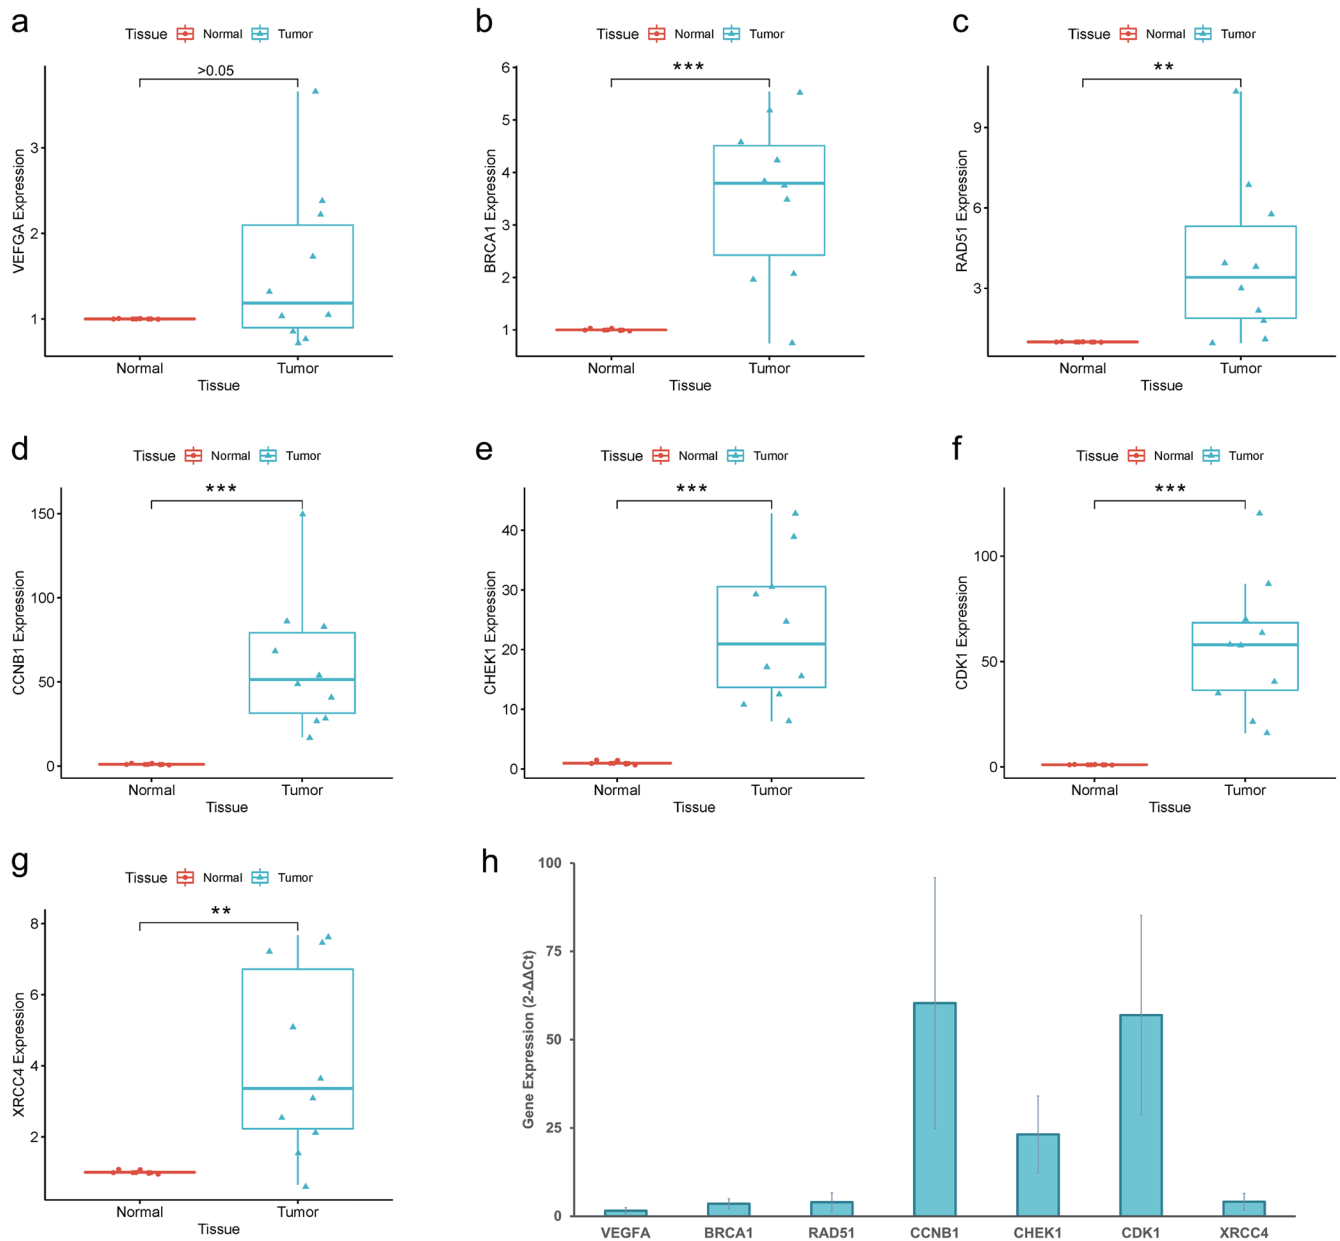 a
Tissue Normal Tumor
>0.05
VEFGA Expression
3
2
1
Normal Tumor
Tissue
b
Tissue Normal Tumor
***
BRCA1 Expression
6
5
4
3
2
1
Normal Tumor
Tissue
c
Tissue Normal Tumor
**
RAD51 Expression
9
6
3
Normal Tumor
Tissue
d
Tissue Normal Tumor
***
CCNB1 Expression
150
100
50
0
Normal Tumor
Tissue
e
Tissue Normal Tumor
***
CHEK1 Expression
40
30
20
10
0
Normal Tumor
Tissue
f
Tissue Normal Tumor
***
CDK1 Expression
100
50
0
Normal Tumor
Tissue
g
Tissue Normal Tumor
**
XRCC4 Expression
8
6
4
2
Normal Tumor
Tissue
h
Gene Expression (2-ΔΔCt)
100
75
50
25
0
VEGFA BRCA1 RAD51 CCNB1 CHEK1 CDK1 XRCC4